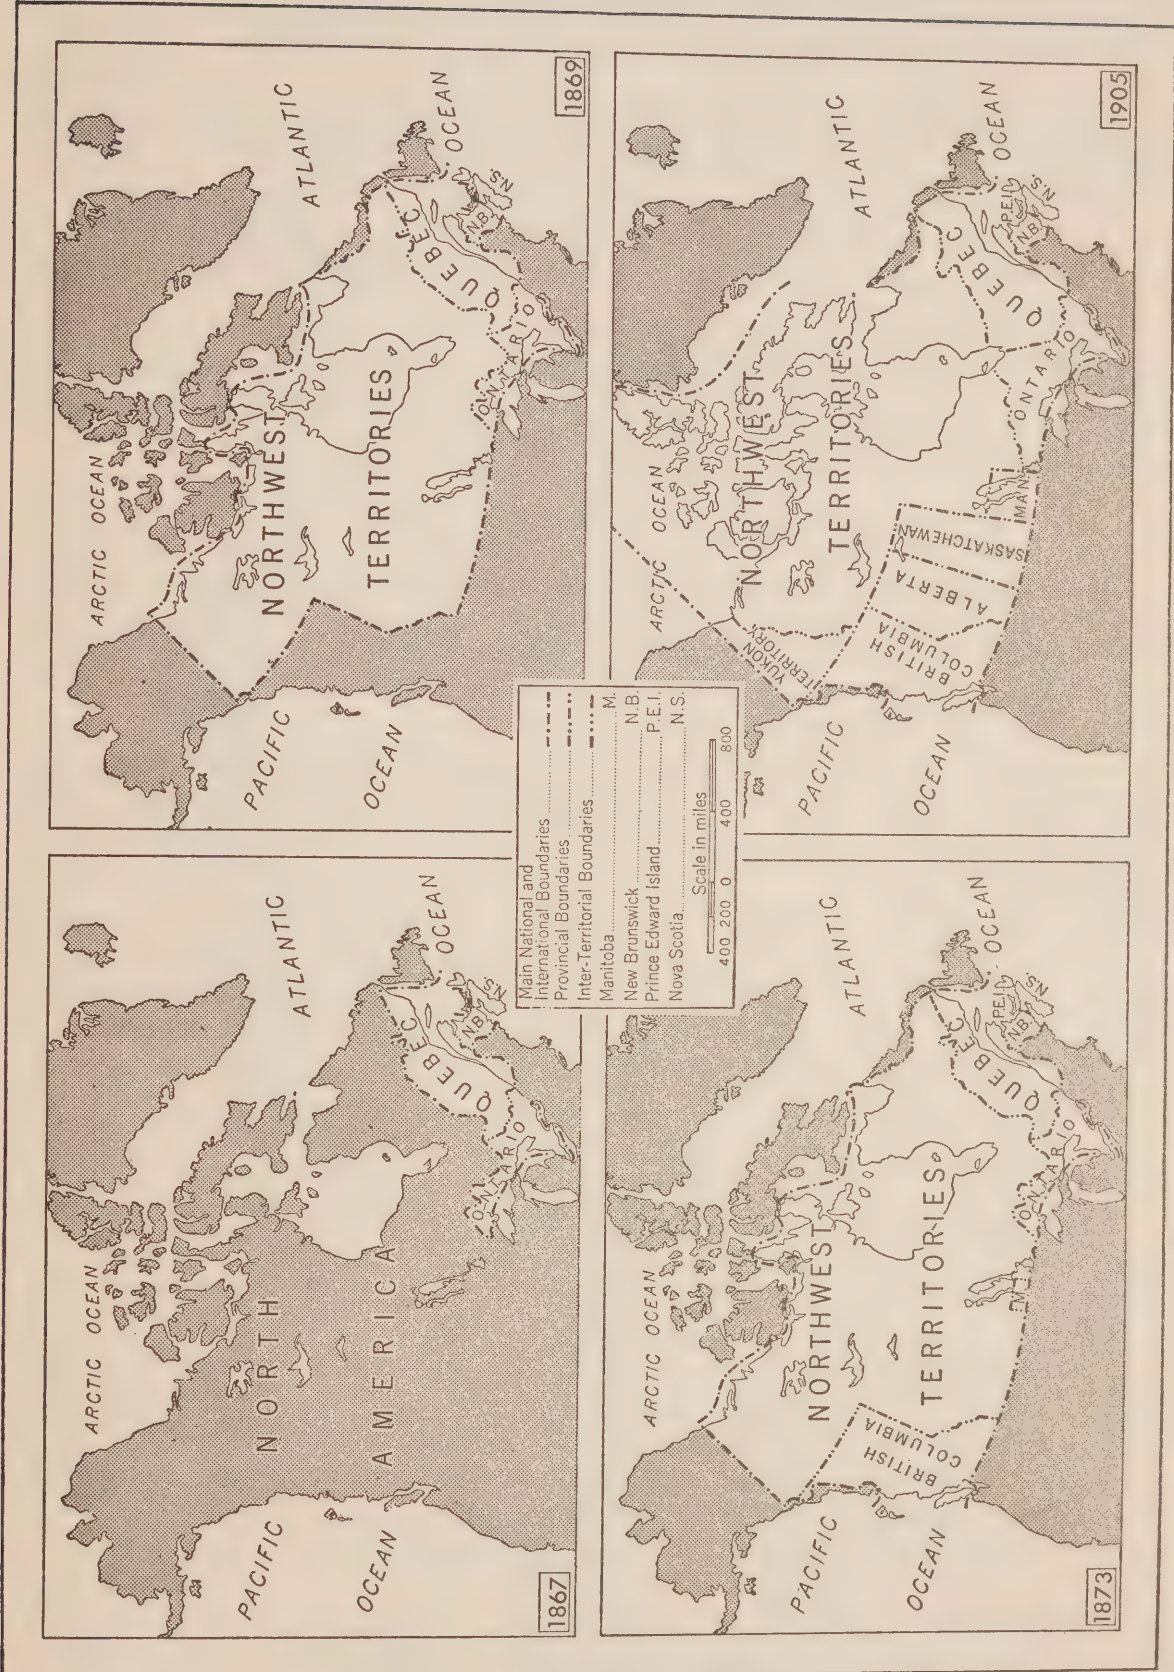 1867
ARCTIC OCEAN
NORTH
AMERICA
PACIFIC
OCEAN
ATLANTIC
OCEAN
QUEBEC
ONTARIO
N.B.
N.S.
1869
ARCTIC OCEAN
NORTHWEST
TERRITORIES
PACIFIC
OCEAN
ATLANTIC
OCEAN
QUEBEC
ONTARIO
N.B.
N.S.
Main National and
International Boundaries
Provincial Boundaries
Inter-Territorial Boundaries
Manitoba M.
New Brunswick N.B.
Prince Edward Island P.E.I.
Nova Scotia N.S.
Scale in miles
400 200 0 400 800
1873
ARCTIC OCEAN
NORTHWEST
TERRITORIES
BRITISH
COLUMBIA
M.
PACIFIC
OCEAN
ATLANTIC
OCEAN
QUEBEC
ONTARIO
P.E.I.
N.B.
N.S.
1905
ARCTIC OCEAN
NORTHWEST
TERRITORIES
YUKON
TERRITORY
BRITISH
COLUMBIA
ALBERTA
SASKATCHEWAN
MAN.
ONTARIO
QUEBEC
P.E.I.
N.B.
N.S.
PACIFIC
OCEAN
ATLANTIC
OCEAN